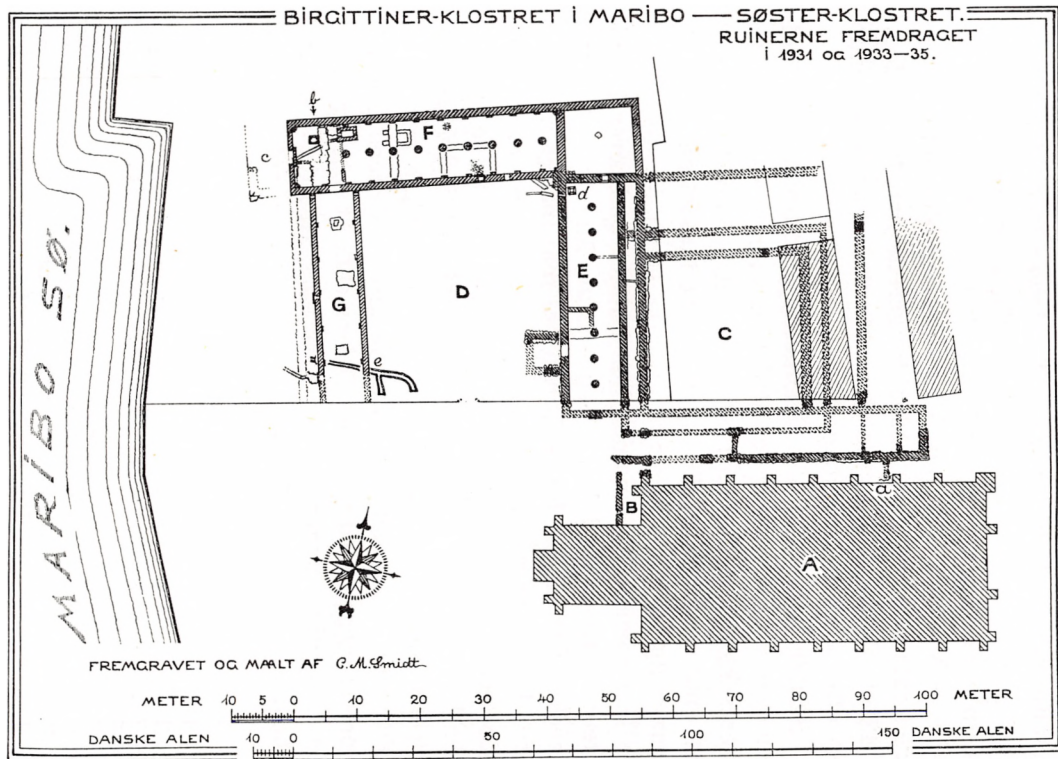 BIRGITTINER-KLOSTRET I MARIBO — SØSTER-KLOSTRET.
RUINERNE FREMDRAGET
I 1931 OG 1933—35.
b
F
c
d
MARIBO SØ.
E
G
D
C
e
a
B
A
FREMGRAVET OG MAALT AF C.M.Smidt
METER 10 5 0 10 20 30 40 50 60 70 80 90 100 METER
DANSKE ALEN 10 0 50 100 150 DANSKE ALEN